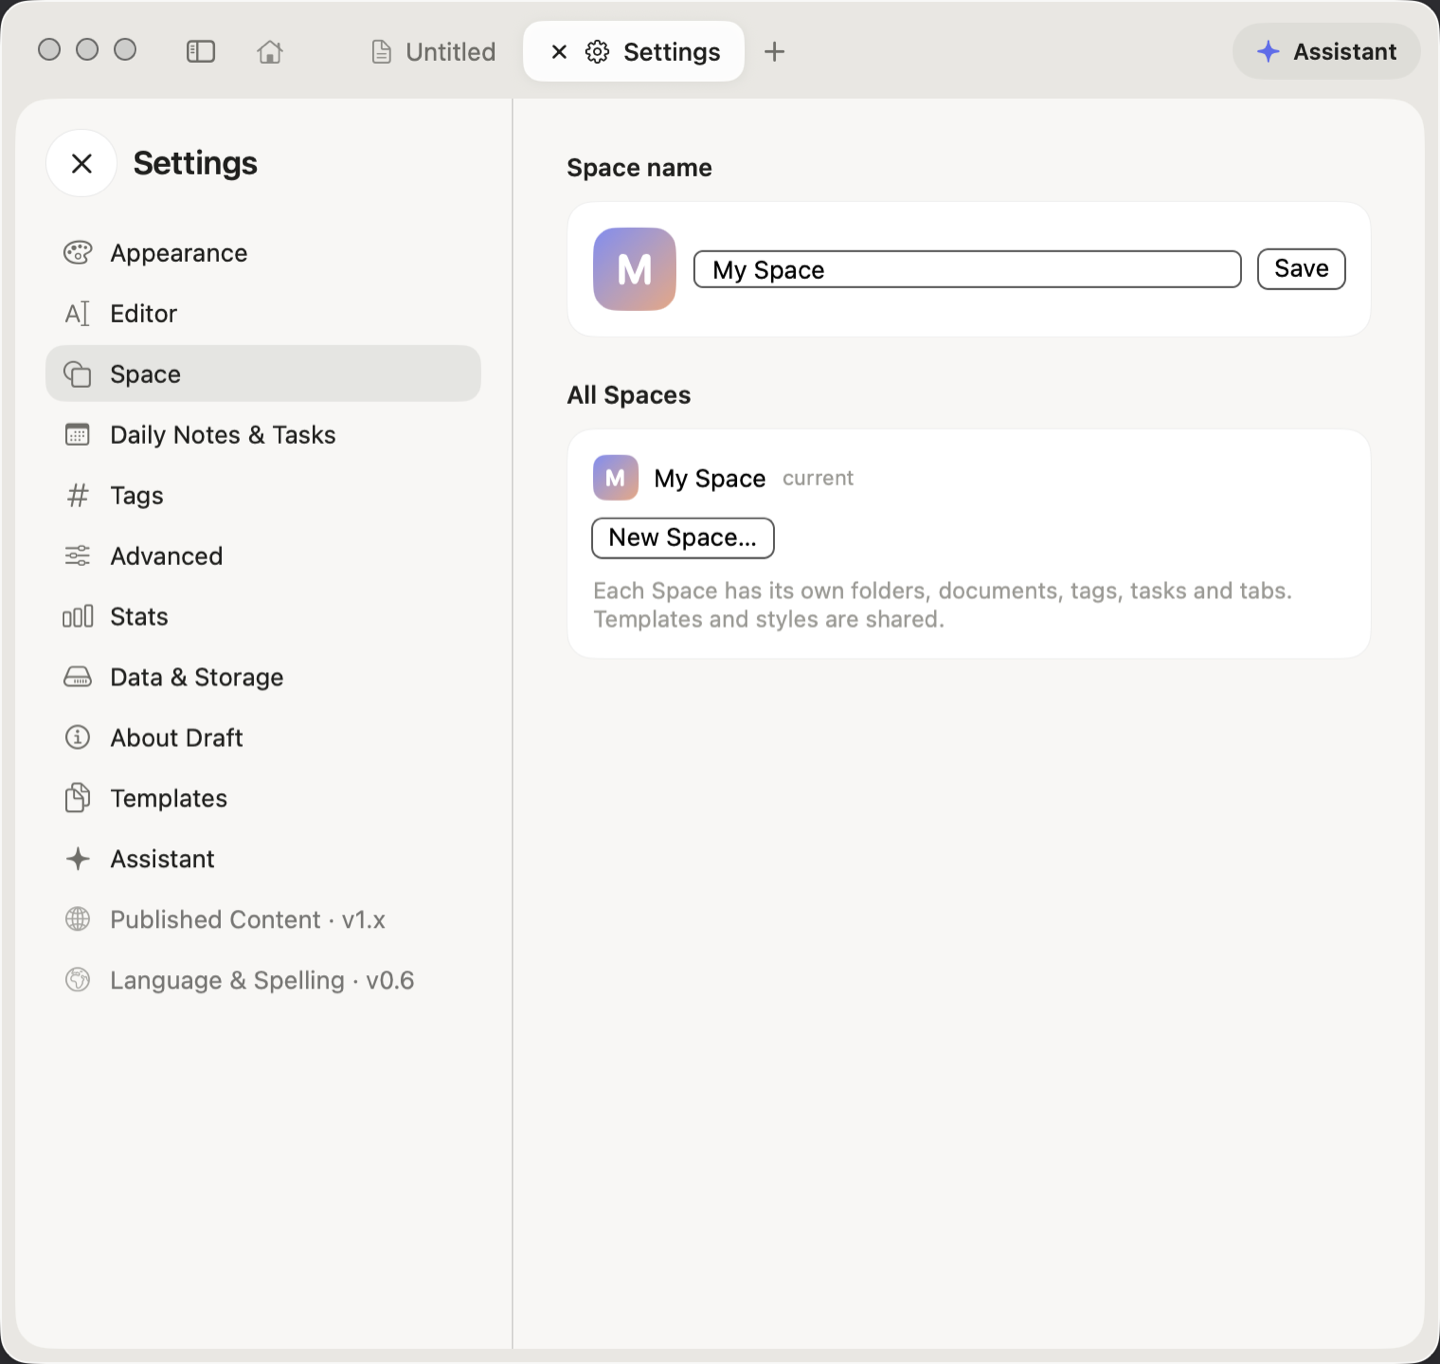 Untitled
Settings
Assistant
Settings
Appearance
Editor
Space
Daily Notes & Tasks
Tags
Advanced
Stats
Data & Storage
About Draft
Templates
Assistant
Published Content · v1.x
Language & Spelling · v0.6
Space name
M
My Space
Save
All Spaces
M
My Space current
New Space...
Each Space has its own folders, documents, tags, tasks and tabs.
Templates and styles are shared.